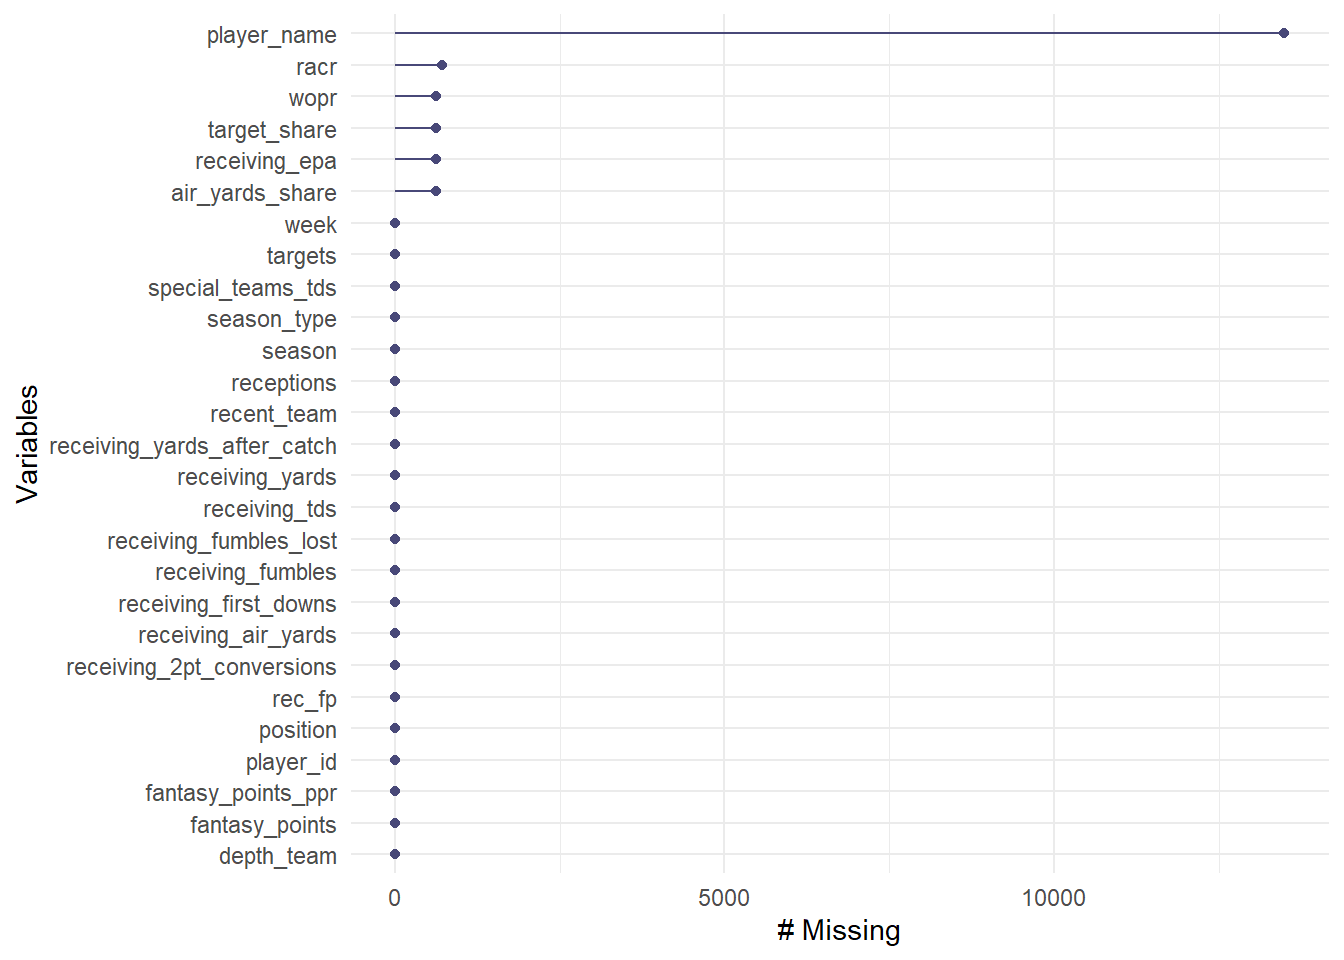 player_name
racr
wopr
target_share
receiving_epa
air_yards_share
week
targets
special_teams_tds
season_type
season
receptions
recent_team
receiving_yards_after_catch
receiving_yards
receiving_tds
receiving_fumbles_lost
receiving_fumbles
receiving_first_downs
receiving_air_yards
receiving_2pt_conversions
rec_fp
position
player_id
fantasy_points_ppr
fantasy_points
depth_team
Variables
0 5000 10000
# Missing